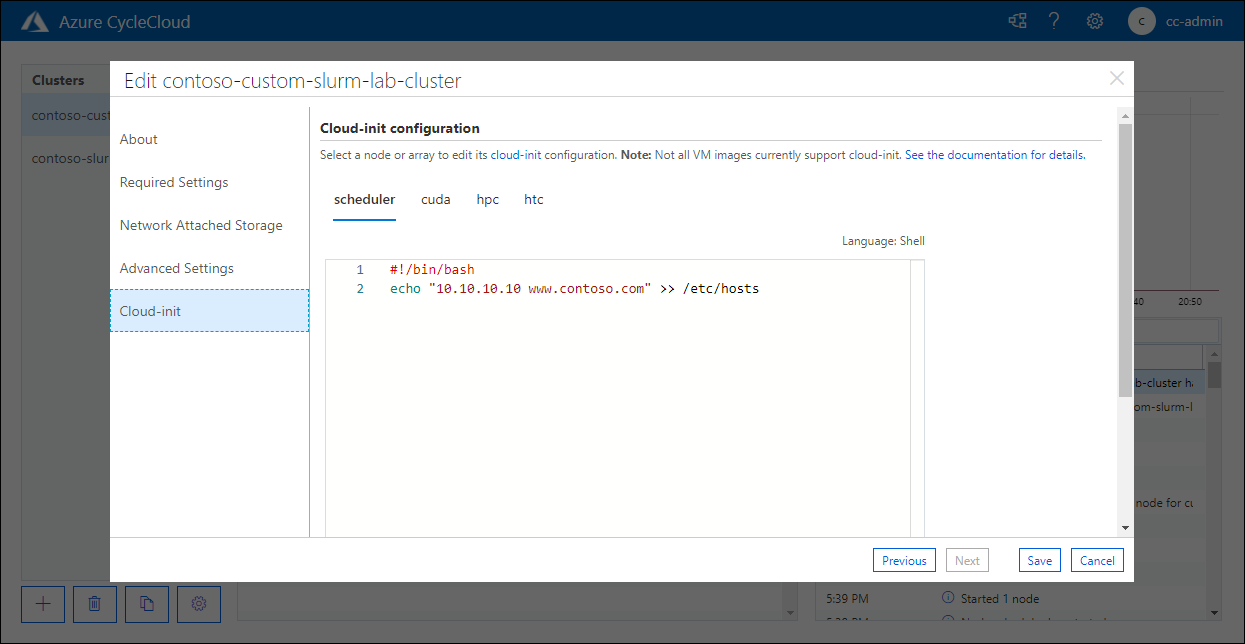 Azure CycleCloud
C
cc-admin
Clusters
Edit contoso-custom-slurm-lab-cluster
contoso-cust
contoso-slur
About
Required Settings
Network Attached Storage
Advanced Settings
Cloud-init
Cloud-init configuration
Select a node or array to edit its cloud-init configuration. Note: Not all VM images currently support cloud-init. See the documentation for details.
scheduler cuda hpc htc
Language: Shell
1 #!/bin/bash
2 echo "10.10.10.10 www.contoso.com" >> /etc/hosts
40 20:50
b-cluster ha
om-slurm-l
node for cu
Previous Next Save Cancel
5:39 PM Started 1 node